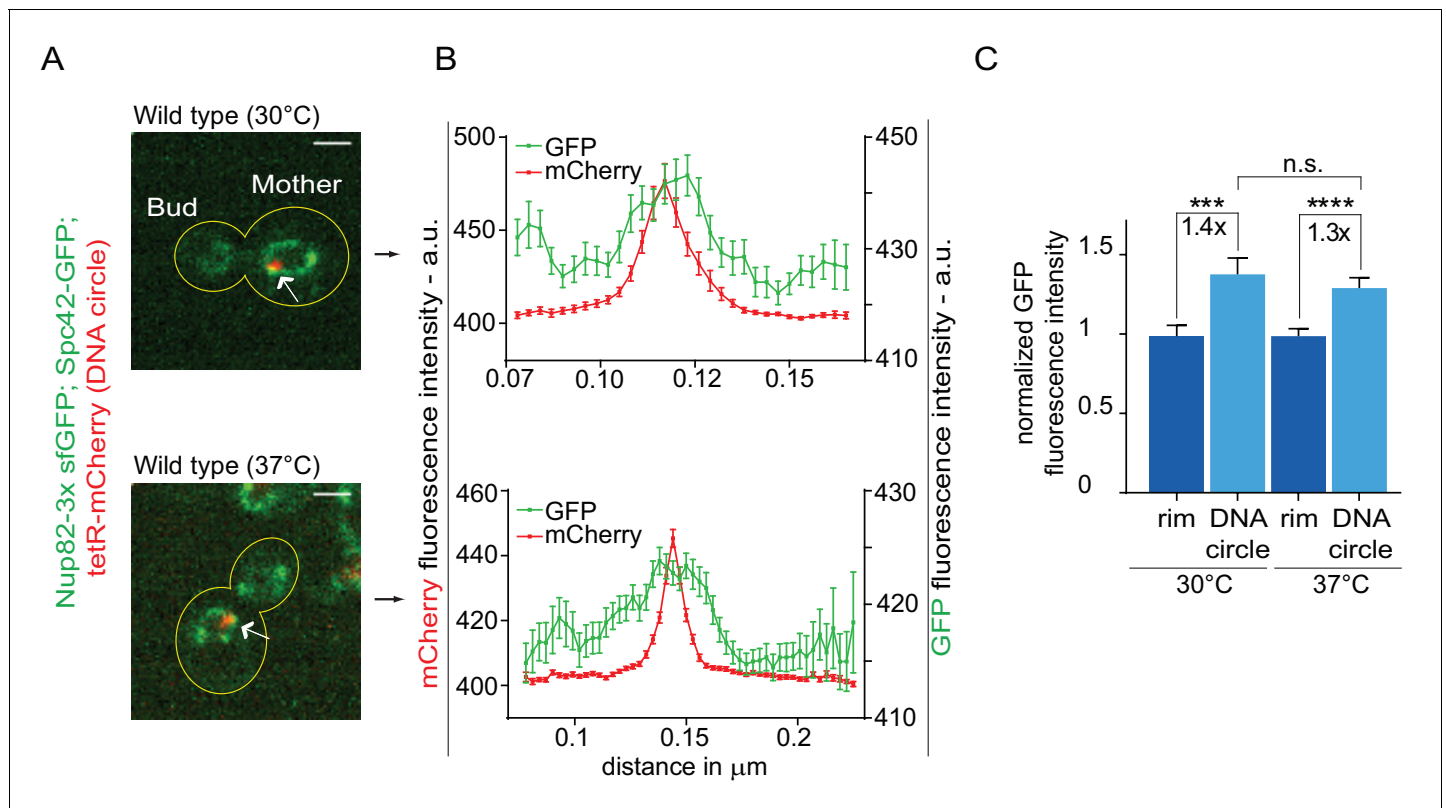 A
B
C
Nup82-3x sfGFP; Spc42-GFP;
tetR-mCherry (DNA circle)
Wild type (30°C)
Mother
Bud
Wild type (37°C)
mCherry fluorescence intensity - a.u.
500
450
400
GFP
mCherry
450
430
410
0.07
0.10
0.12
0.15
460
440
420
400
GFP
mCherry
430
420
410
0.1
0.15
0.2
distance in μm
GFP fluorescence intensity - a.u.
normalized GFP
fluorescence intensity
n.s.
*** ****
1.4x 1.3x
1.5
1
0.5
0
rim DNA rim DNA
circle circle
30°C 37°C